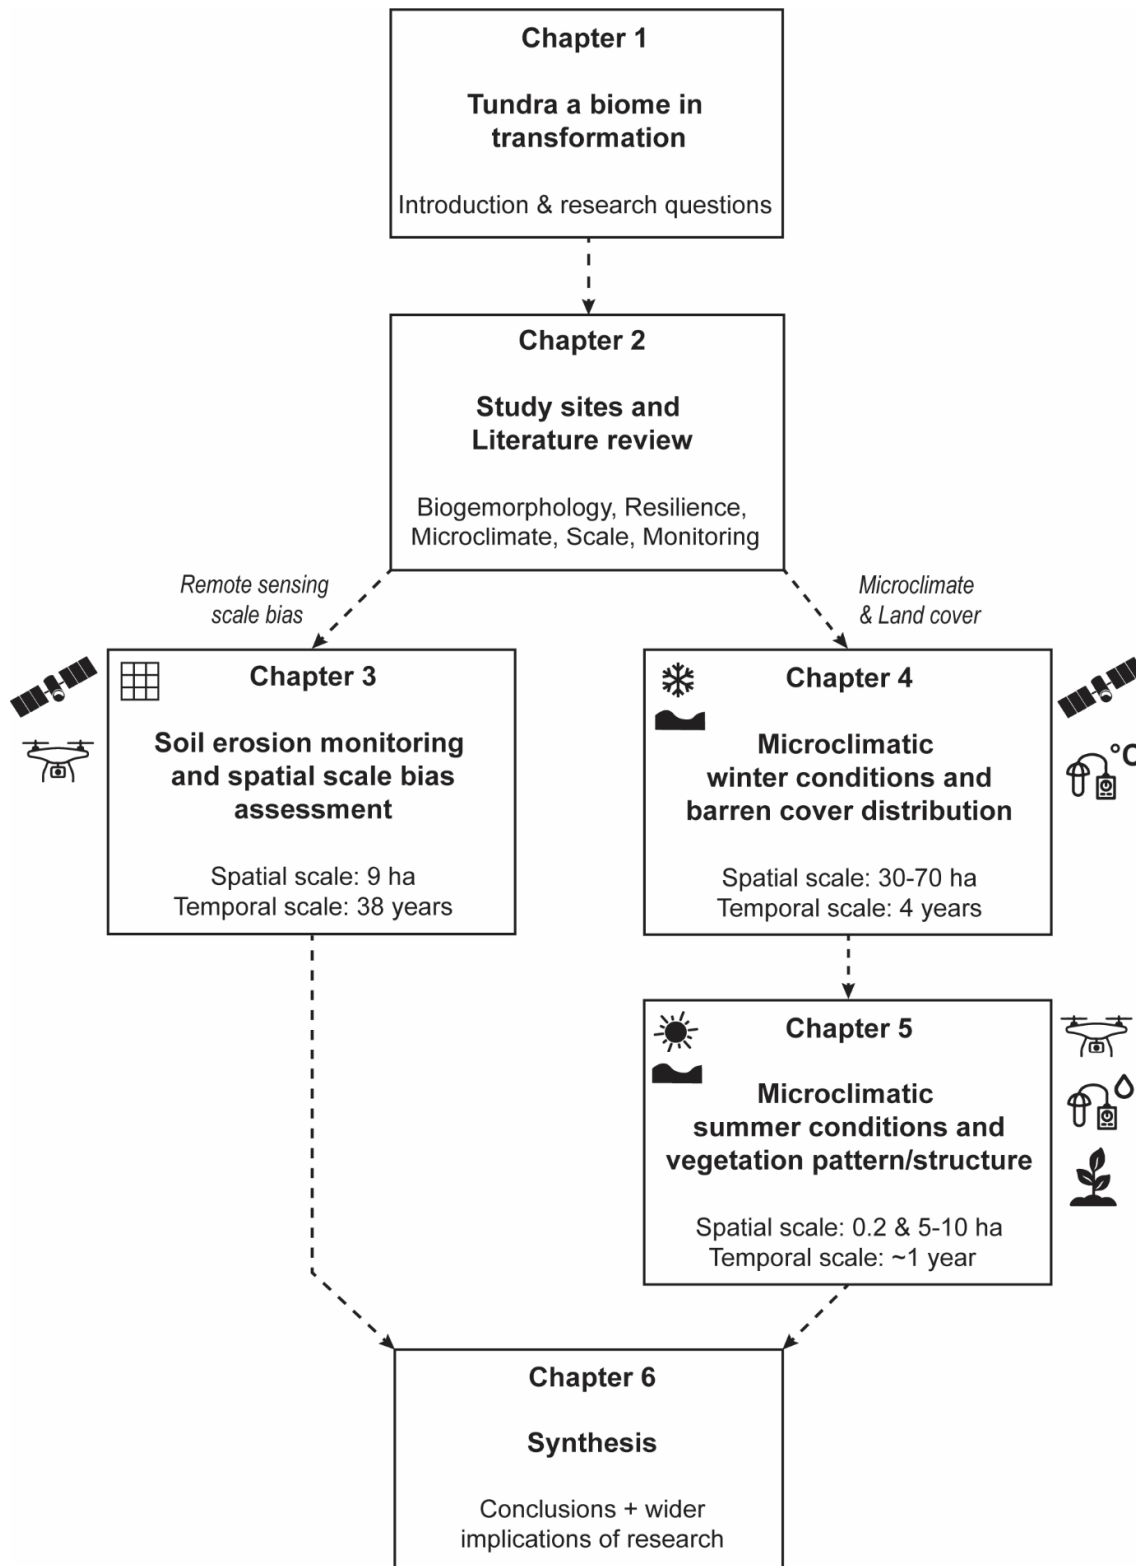 Chapter 1
Tundra a biome in
transformation
Introduction & research questions
Chapter 2
Study sites and
Literature review
Biogemorphology, Resilience,
Microclimate, Scale, Monitoring
Remote sensing
scale bias
Microclimate
& Land cover
Chapter 3
Soil erosion monitoring
and spatial scale bias
assessment
Spatial scale: 9 ha
Temporal scale: 38 years
Chapter 4
Microclimatic
winter conditions and
barren cover distribution
Spatial scale: 30-70 ha
Temporal scale: 4 years
°C
Chapter 5
Microclimatic
summer conditions and
vegetation pattern/structure
Spatial scale: 0.2 & 5-10 ha
Temporal scale: ~1 year
Chapter 6
Synthesis
Conclusions + wider
implications of research